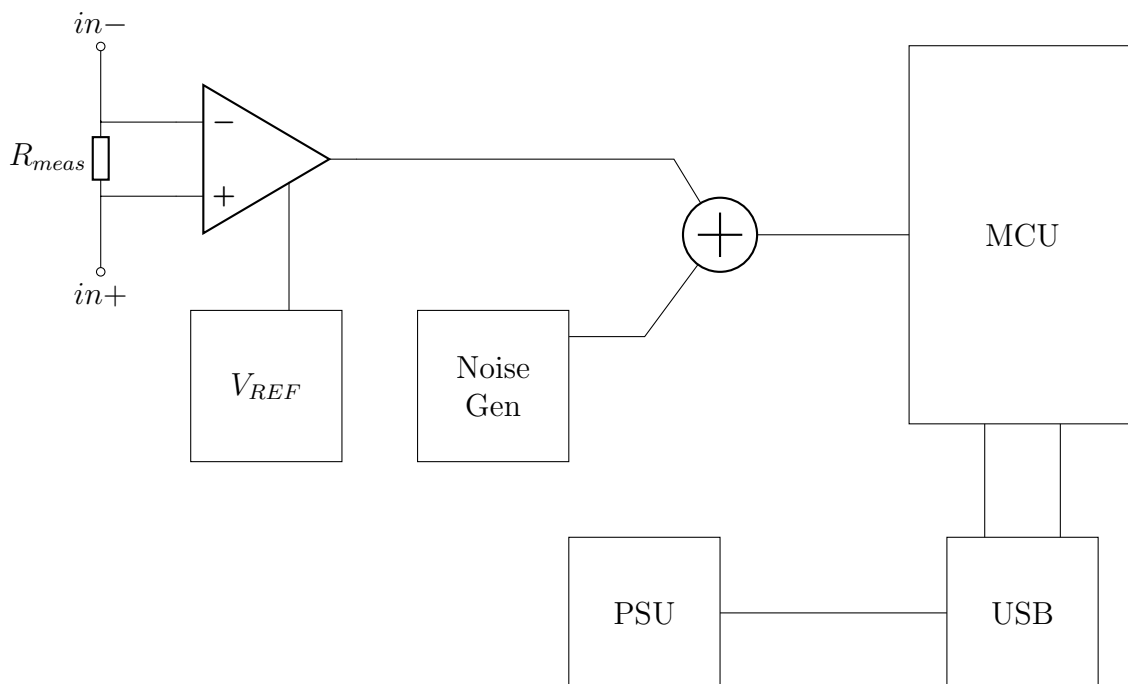 in−
R_meas
−
+
in+
V_REF
Noise
Gen
+
MCU
PSU
USB